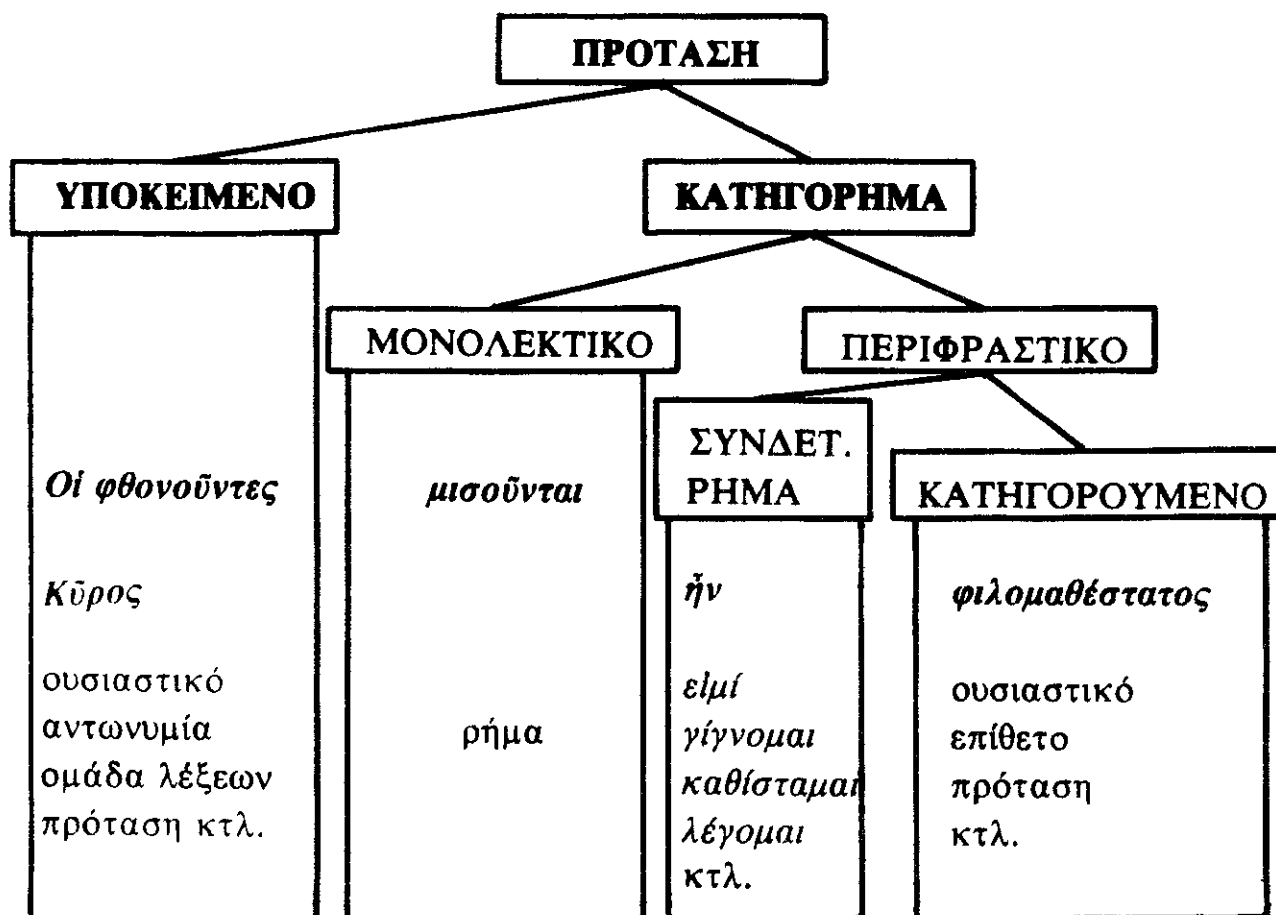 ΠΡΟΤΑΣΗ
ΥΠΟΚΕΙΜΕΝΟ
ΚΑΤΗΓΟΡΗΜΑ
ΜΟΝΟΛΕΚΤΙΚΟ
ΠΕΡΙΦΡΑΣΤΙΚΟ
ΣΥΝΔΕΤ.
ΡΗΜΑ
ΚΑΤΗΓΟΡΟΥΜΕΝΟ
Οἱ φθονοῦντες
μισοῦνται
Κῦρος
ἦν
φιλομαθέστατος
ουσιαστικό
αντωνυμία
ομάδα λέξεων
πρόταση κτλ.
ρήμα
εἰμί
γίγνομαι
καθίσταμαι
λέγομαι
κτλ.
ουσιαστικό
επίθετο
πρόταση
κτλ.